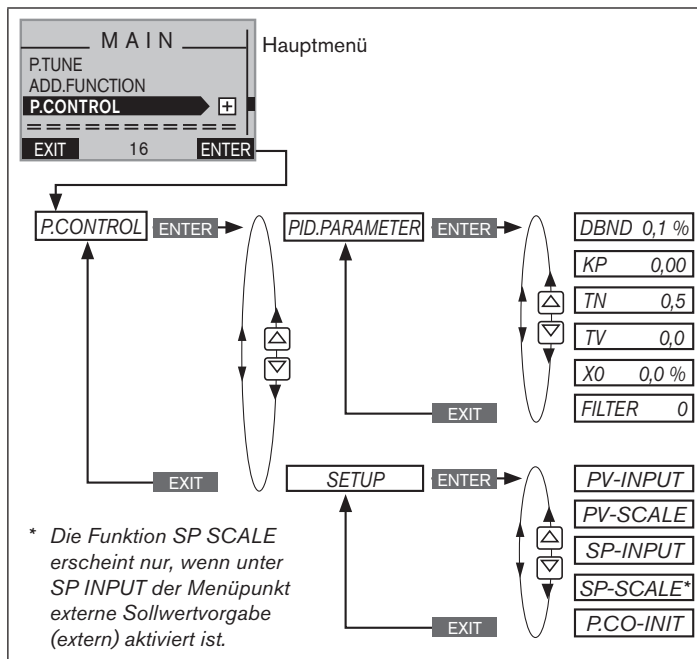 MAIN
Hauptmenü
P.TUNE
ADD.FUNCTION
P.CONTROL
EXIT 16 ENTER
P.CONTROL ENTER
EXIT
PID.PARAMETER ENTER
EXIT
DBND 0,1 %
KP 0,00
TN 0,5
TV 0,0
X0 0,0 %
FILTER 0
SETUP ENTER
EXIT
PV-INPUT
PV-SCALE
SP-INPUT
SP-SCALE*
P.CO-INIT
* Die Funktion SP SCALE
erscheint nur, wenn unter
SP INPUT der Menüpunkt
externe Sollwertvorgabe
(extern) aktiviert ist.